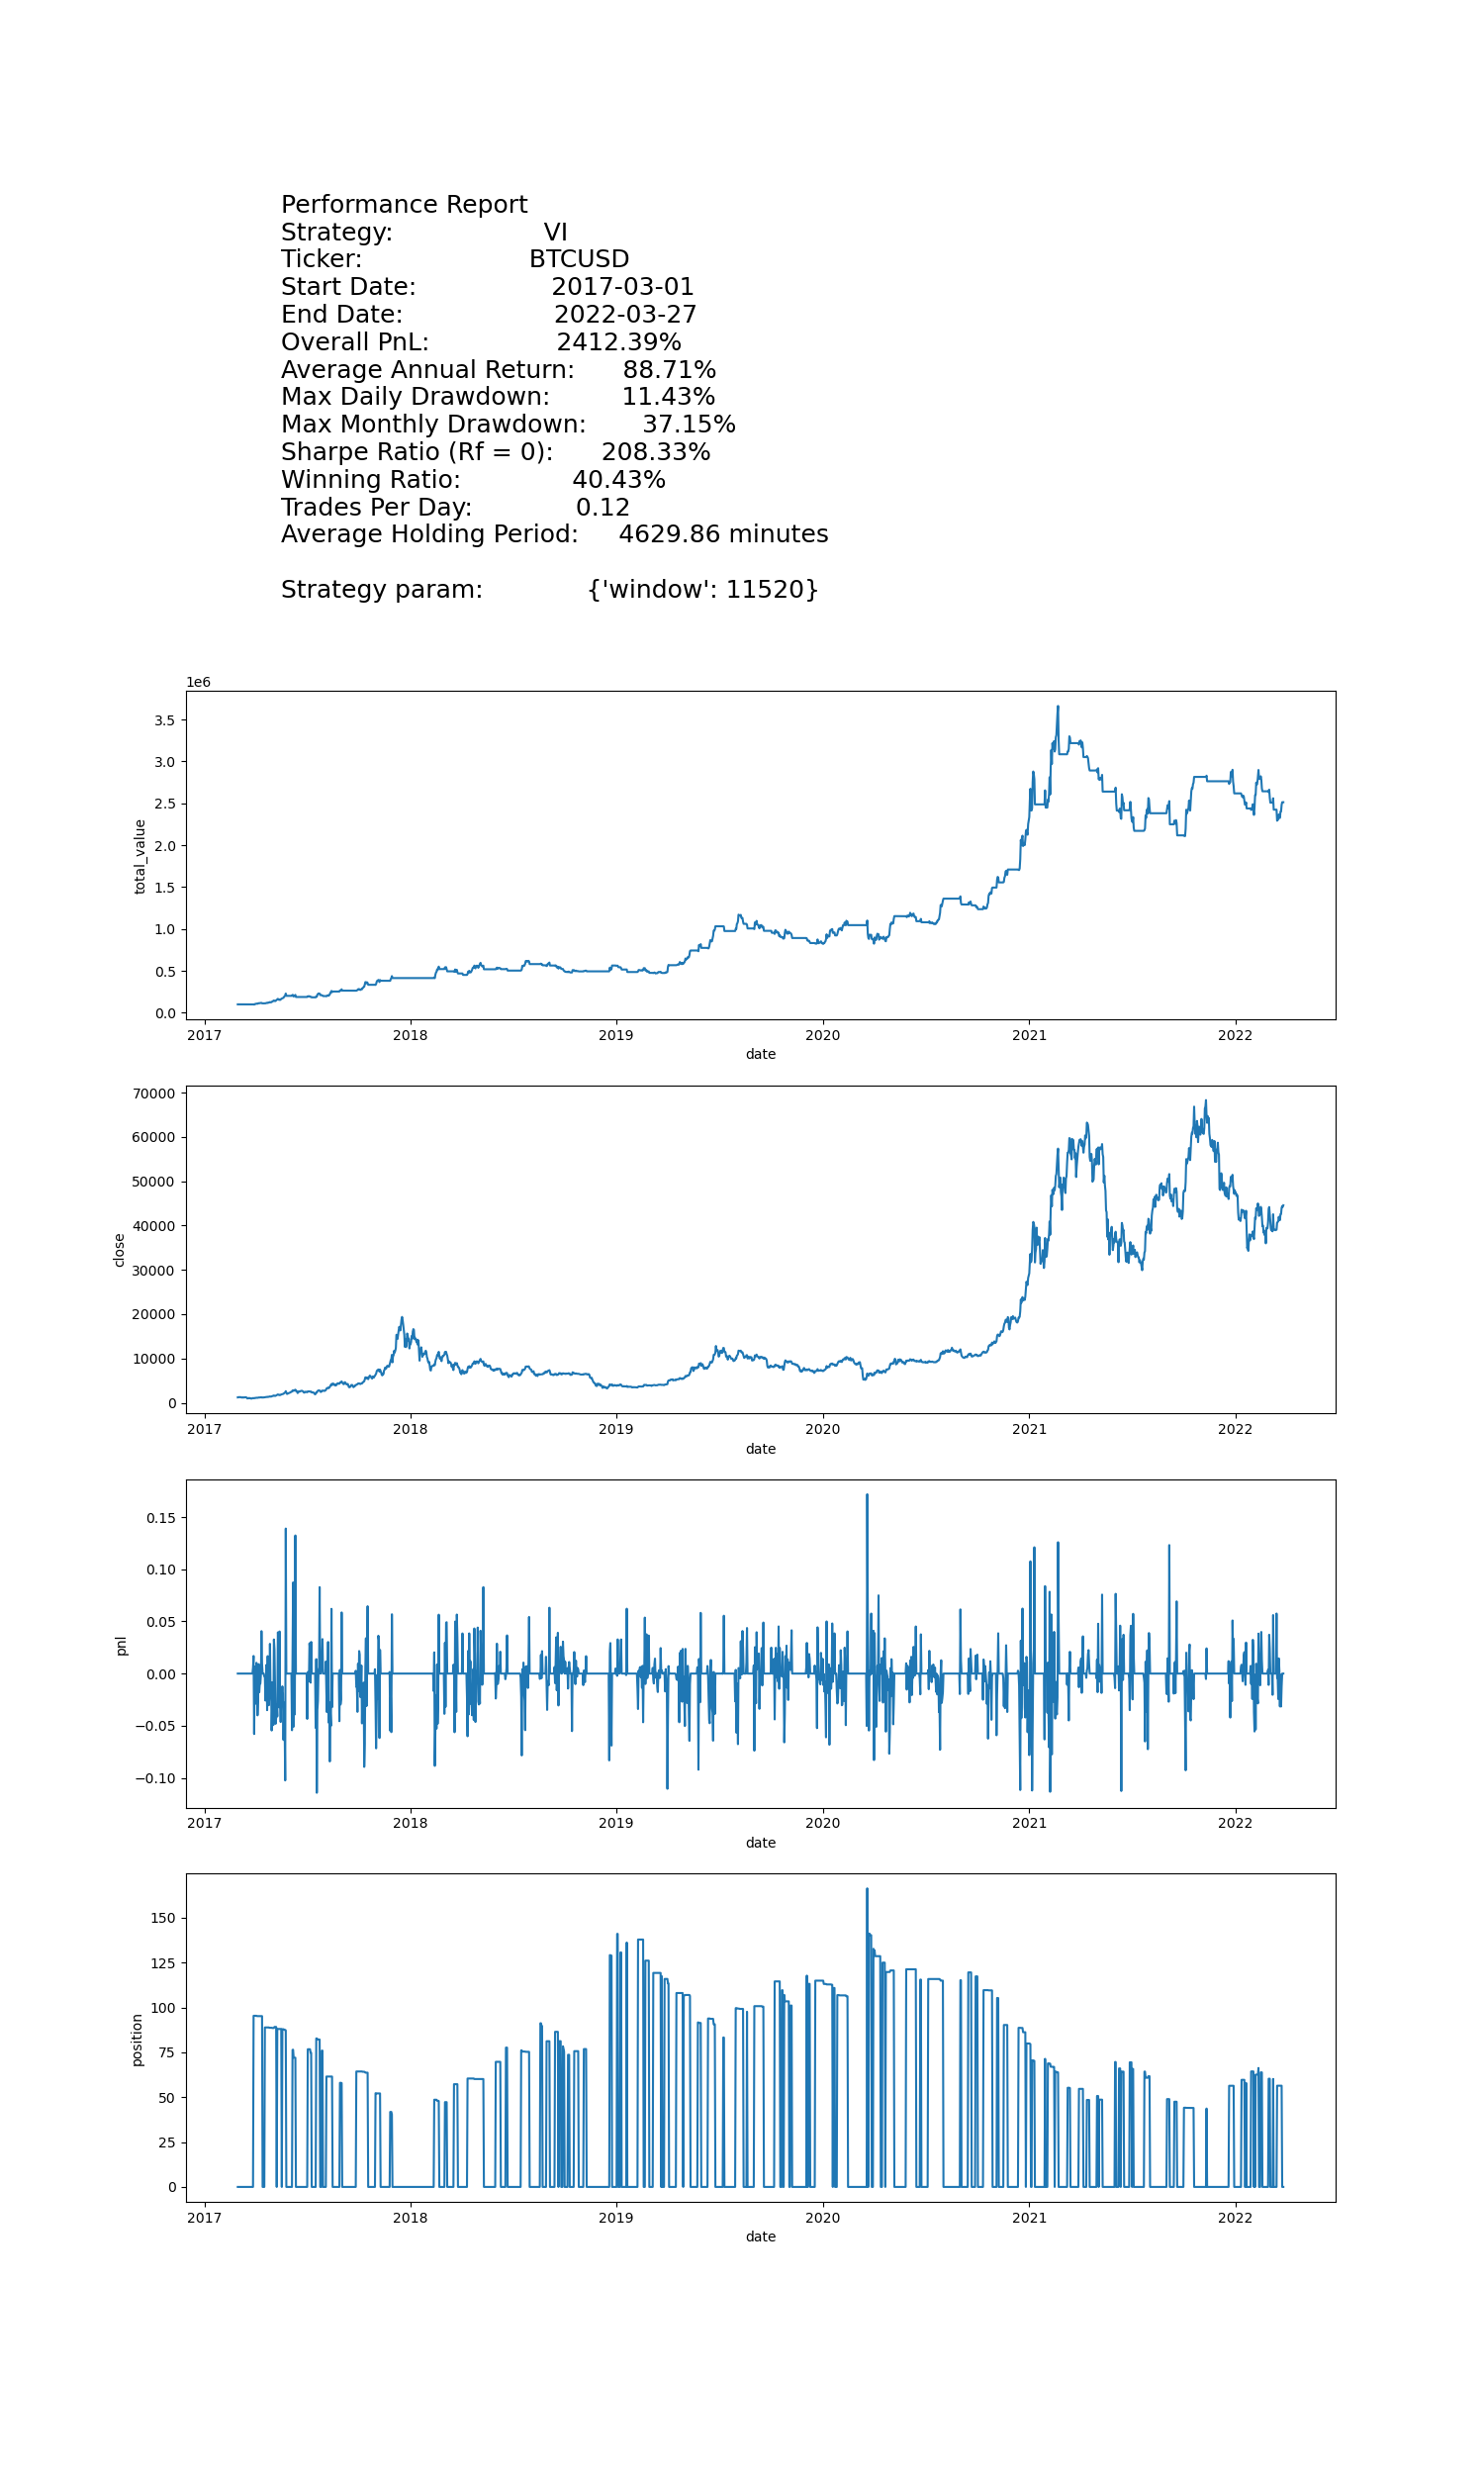 Performance Report
Strategy: VI
Ticker: BTCUSD
Start Date: 2017-03-01
End Date: 2022-03-27
Overall PnL: 2412.39%
Average Annual Return: 88.71%
Max Daily Drawdown: 11.43%
Max Monthly Drawdown: 37.15%
Sharpe Ratio (Rf = 0): 208.33%
Winning Ratio: 40.43%
Trades Per Day: 0.12
Average Holding Period: 4629.86 minutes
Strategy param: {'window': 11520}
1e6
3.5
3.0
2.5
2.0
1.5
1.0
0.5
0.0
total_value
2017 2018 2019 2020 2021 2022
date
70000
60000
50000
40000
30000
20000
10000
0
close
2017 2018 2019 2020 2021 2022
date
0.15
0.10
0.05
0.00
−0.05
−0.10
pnl
2017 2018 2019 2020 2021 2022
date
150
125
100
75
50
25
0
position
2017 2018 2019 2020 2021 2022
date